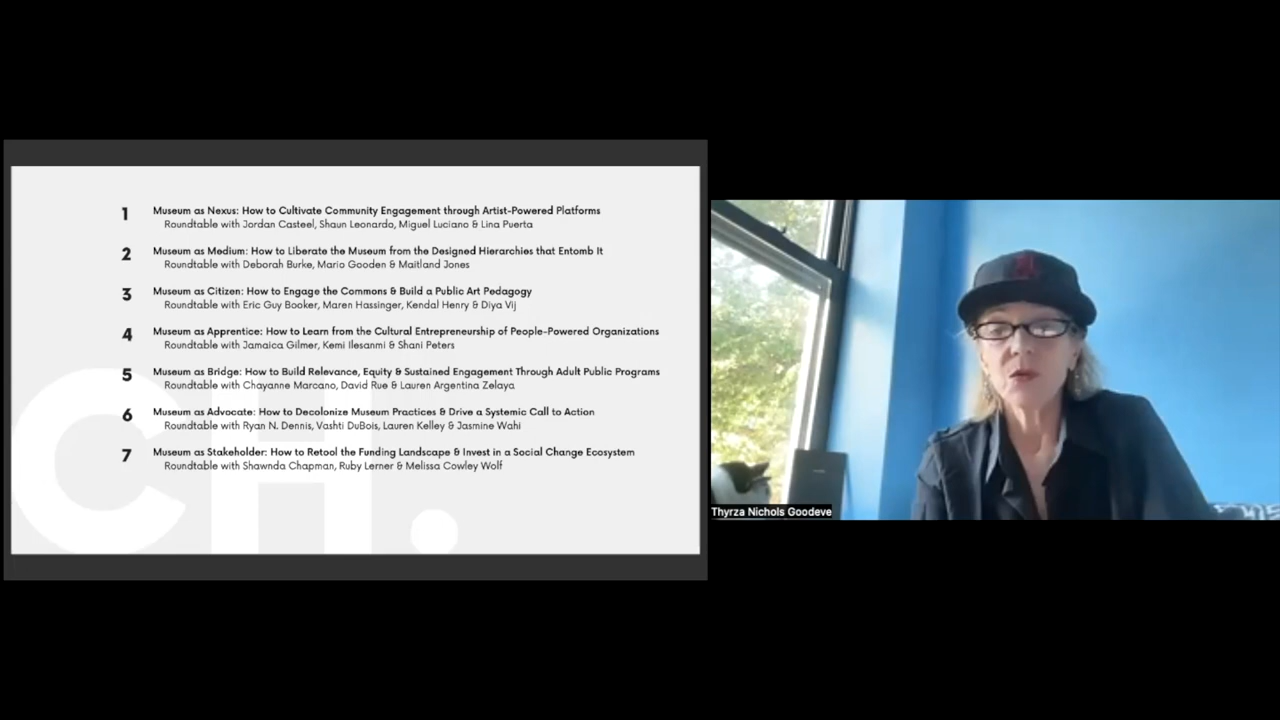 1 Museum as Nexus: How to Cultivate Community Engagement through Artist-Powered Platforms
Roundtable with Jordan Casteel, Shaun Leonardo, Miguel Luciano & Lina Puerta
2 Museum as Medium: How to Liberate the Museum from the Designed Hierarchies that Entomb It
Roundtable with Deborah Burke, Mario Gooden & Maitland Jones
3 Museum as Citizen: How to Engage the Commons & Build a Public Art Pedagogy
Roundtable with Eric Guy Booker, Maren Hassinger, Kendal Henry & Diya Vij
4 Museum as Apprentice: How to Learn from the Cultural Entrepreneurship of People-Powered Organizations
Roundtable with Jamaica Gilmer, Kemi Ilesanmi & Shani Peters
5 Museum as Bridge: How to Build Relevance, Equity & Sustained Engagement Through Adult Public Programs
Roundtable with Chayanne Marcano, David Rue & Lauren Argentina Zelaya
6 Museum as Advocate: How to Decolonize Museum Practices & Drive a Systemic Call to Action
Roundtable with Ryan N. Dennis, Vashti DuBois, Lauren Kelley & Jasmine Wahi
7 Museum as Stakeholder: How to Retool the Funding Landscape & Invest in a Social Change Ecosystem
Roundtable with Shawnda Chapman, Ruby Lerner & Melissa Cowley Wolf
CH.
Thyrza Nichols Goodeve